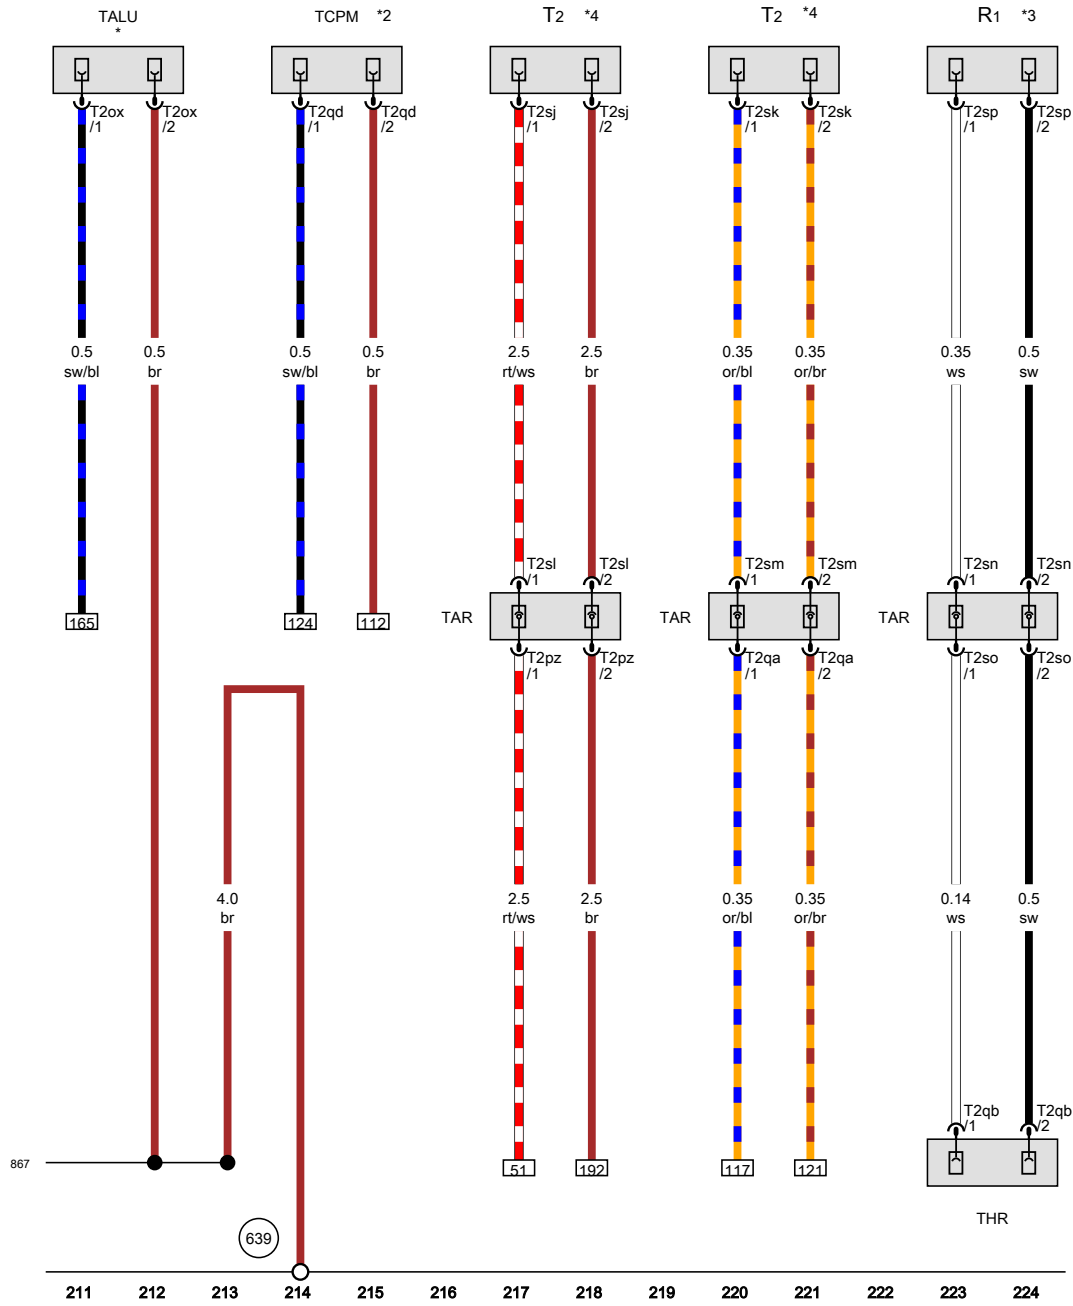 TALU
*
TCPM *2
T2 *4
T2 *4
R1 *3
T2ox T2ox T2qd T2qd T2sj T2sj T2sk T2sk T2sp T2sp
/1 /2 /1 /2 /1 /2 /1 /2 /1 /2
0.5 0.5 0.5 0.5 2.5 2.5 0.35 0.35 0.35 0.5
sw/bl br sw/bl br rt/ws br or/bl or/br ws sw
T2sl T2sl T2sm T2sm T2sn T2sn
/1 /2 /1 /2 /1 /2
165 124 112 TAR TAR TAR
T2pz T2pz T2qa T2qa T2so T2so
/1 /2 /1 /2 /1 /2
4.0 2.5 2.5 0.35 0.35 0.14 0.5
br rt/ws br or/bl or/br ws sw
T2qb T2qb
/1 /2
867 51 192 117 121
THR
639
211 212 213 214 215 216 217 218 219 220 221 222 223 224